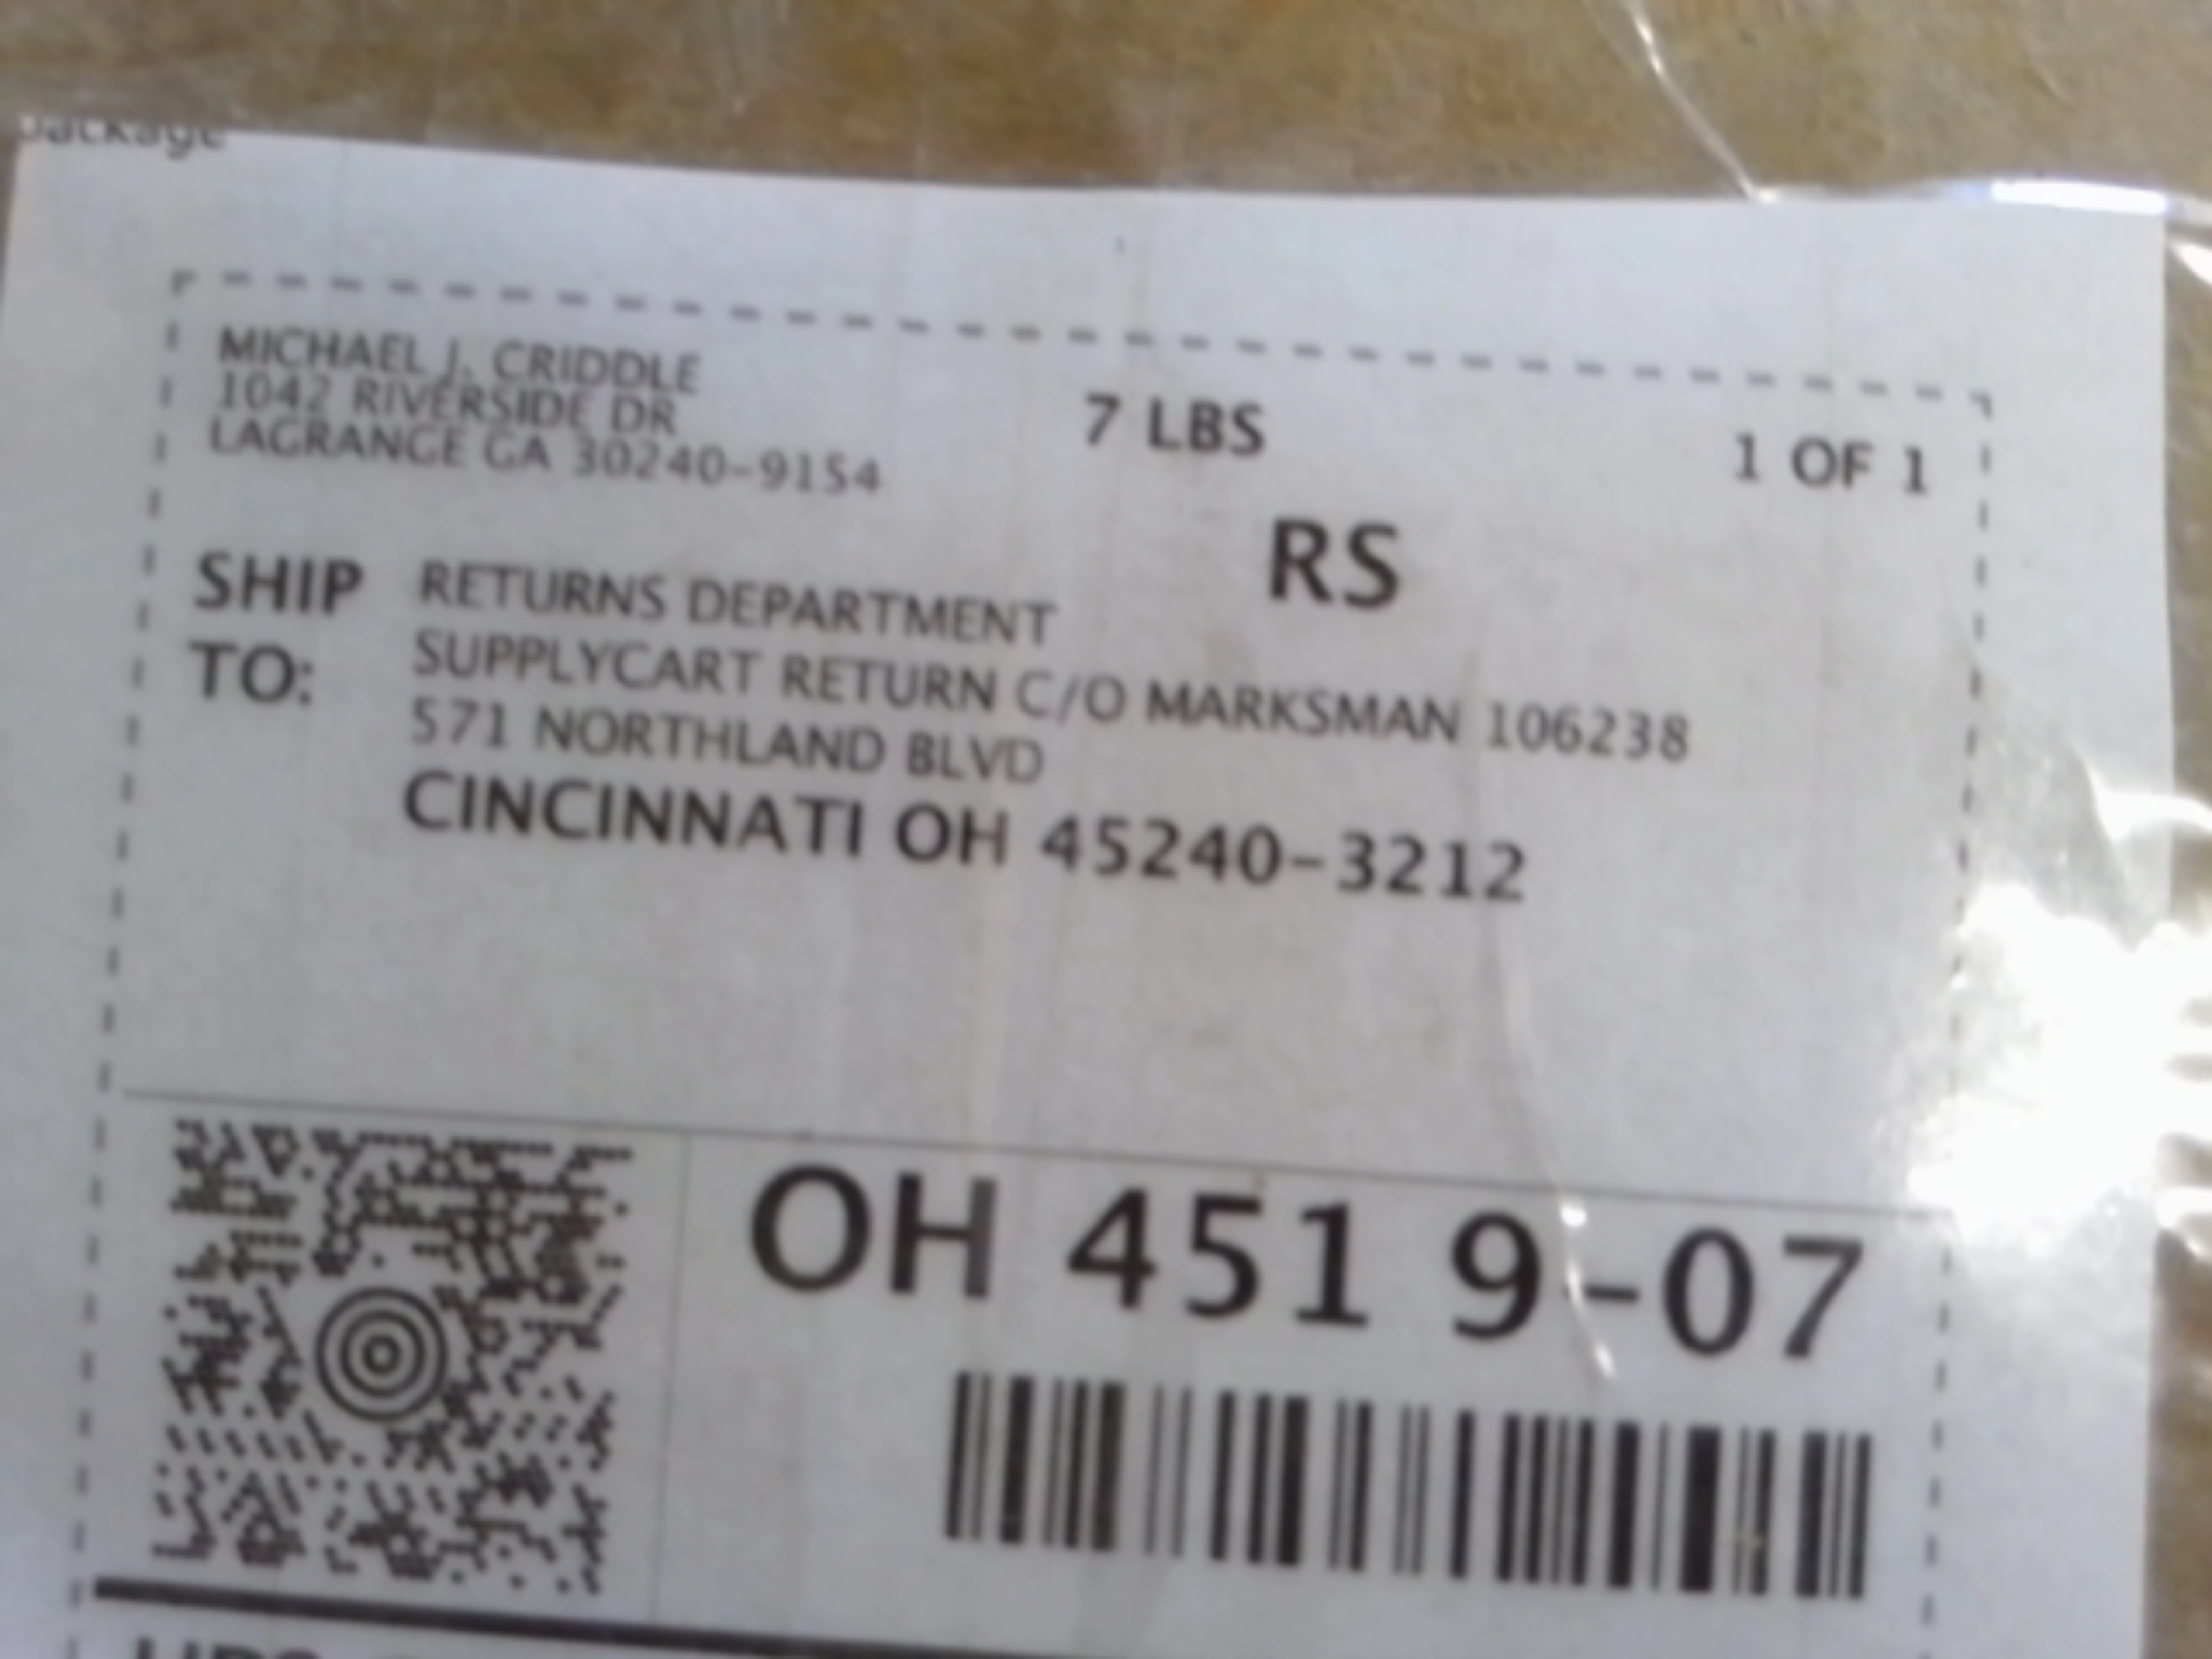 package
MICHAEL J. CRIDDLE
1042 RIVERSIDE DR
LAGRANGE GA 30240-9154
7 LBS
1 OF 1
RS
SHIP TO:
RETURNS DEPARTMENT
SUPPLYCART RETURN C/O MARKSMAN 106238
571 NORTHLAND BLVD
CINCINNATI OH 45240-3212
OH 451 9-07